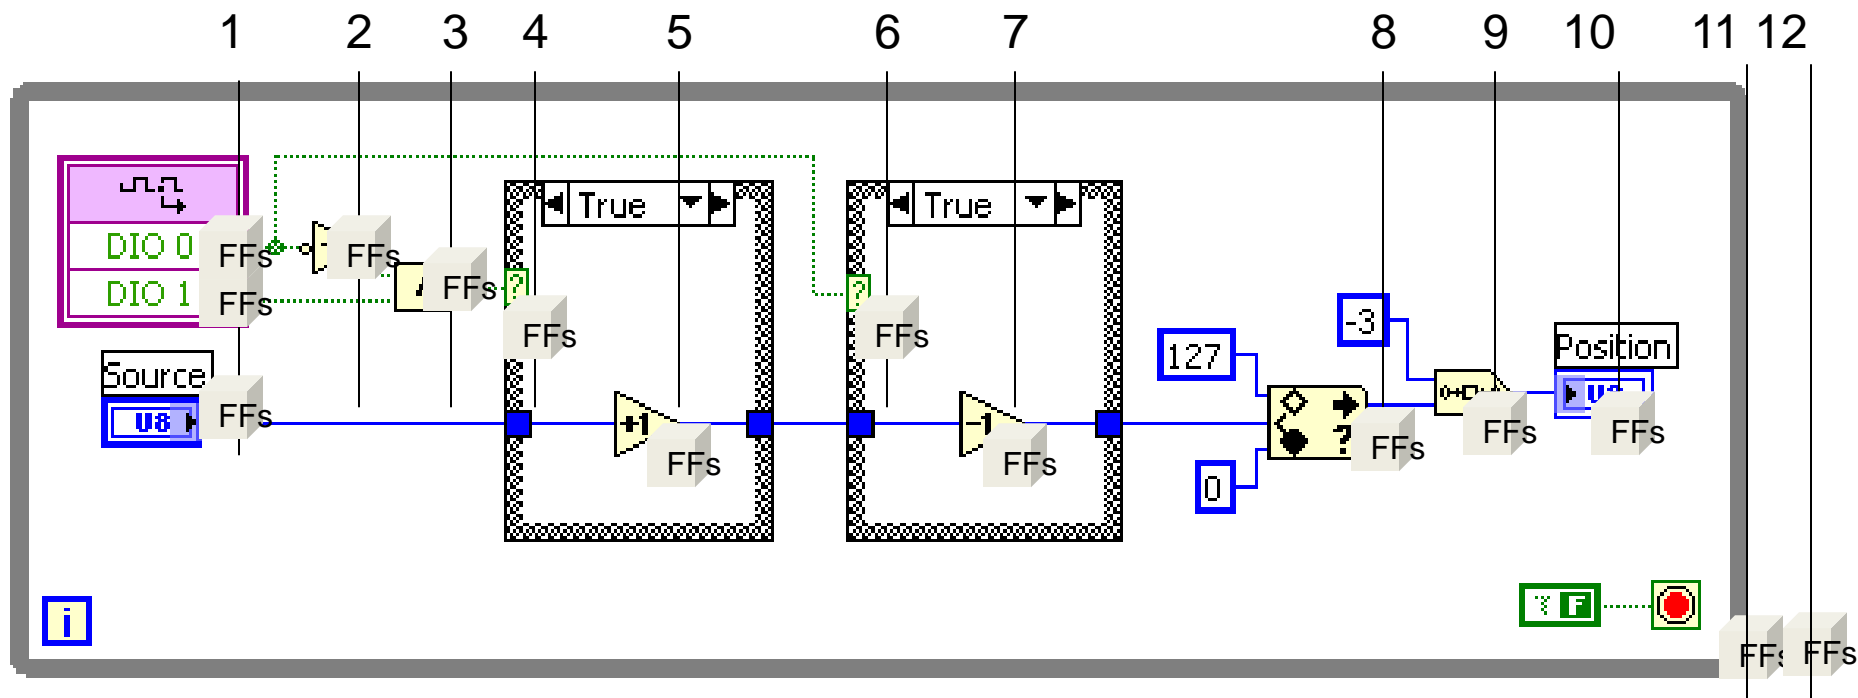 1 2 3 4 5 6 7 8 9 10 11 12
True True
DIO 0 FFs FFs
FFs
DIO 1 FFs
? ?
FFs FFs
-3
127
Position
Source
U8 FFs
+1 -1
? FFs FFs FFs
FFs FFs
0
i
F
FFs FFs